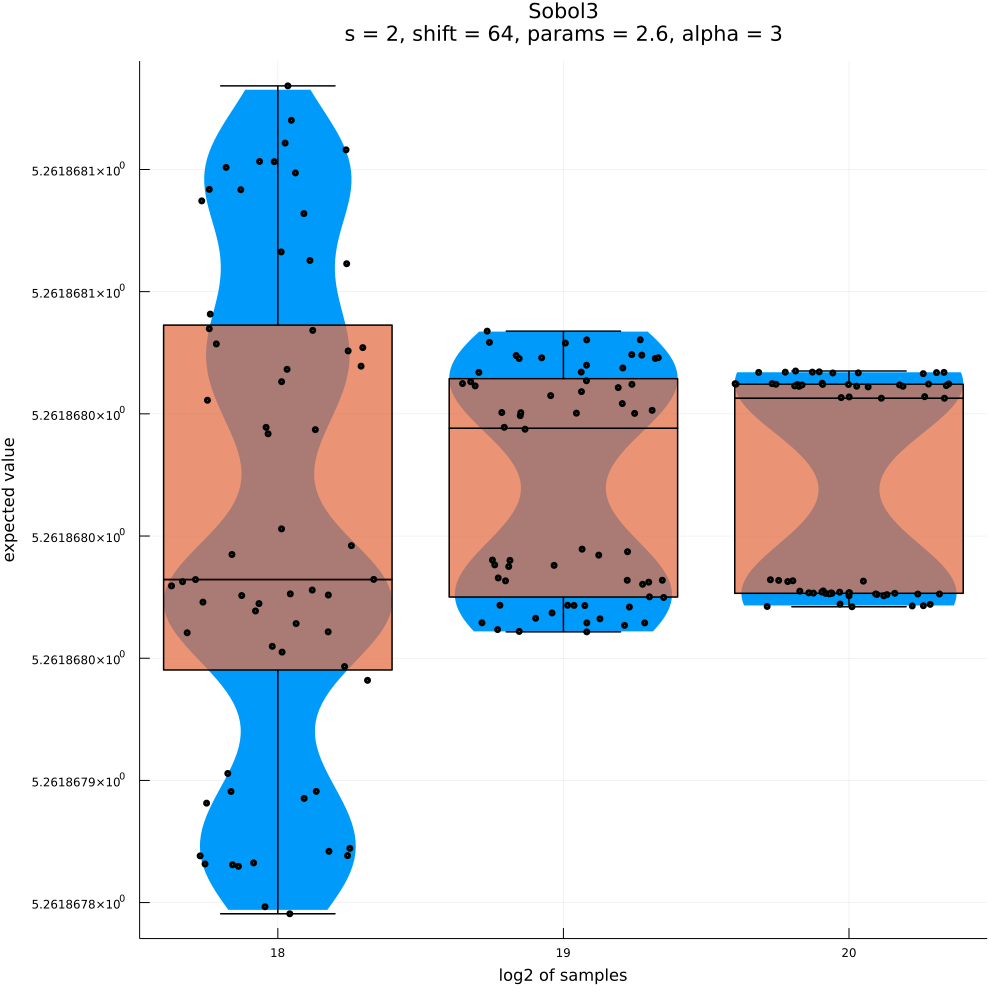 Sobol3
s = 2, shift = 64, params = 2.6, alpha = 3
5.2618681×10⁰
5.2618681×10⁰
5.2618680×10⁰
5.2618680×10⁰
5.2618680×10⁰
5.2618679×10⁰
5.2618678×10⁰
expected value
18 19 20
log2 of samples